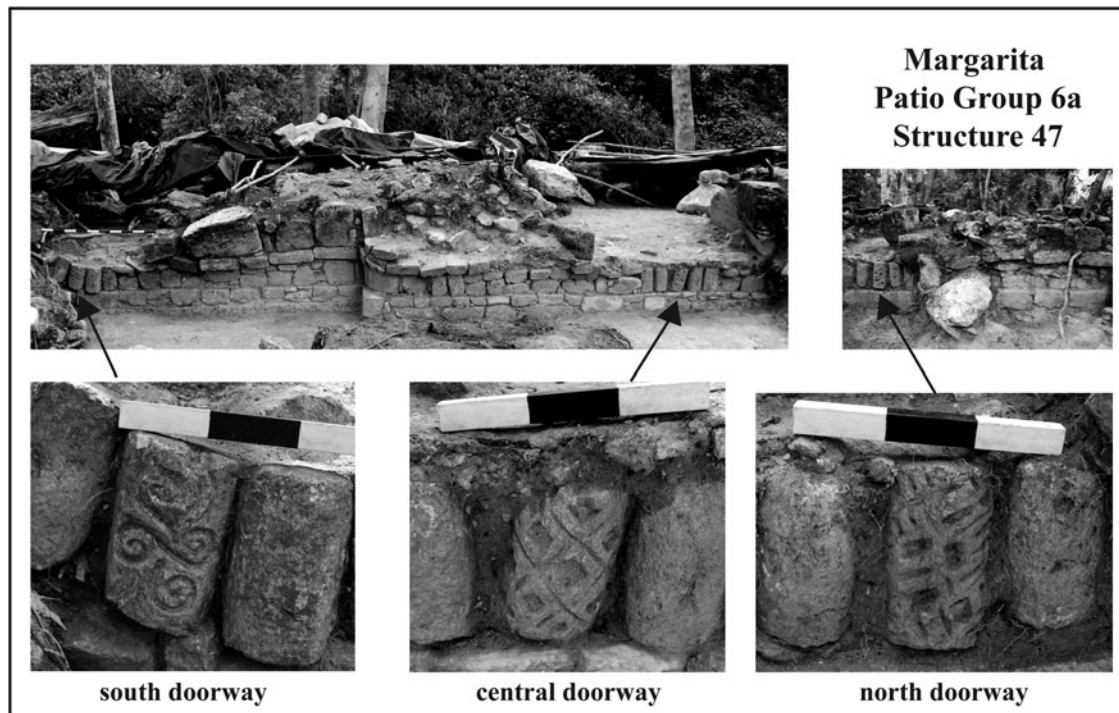 Margarita
Patio Group 6a
Structure 47
south doorway
central doorway
north doorway